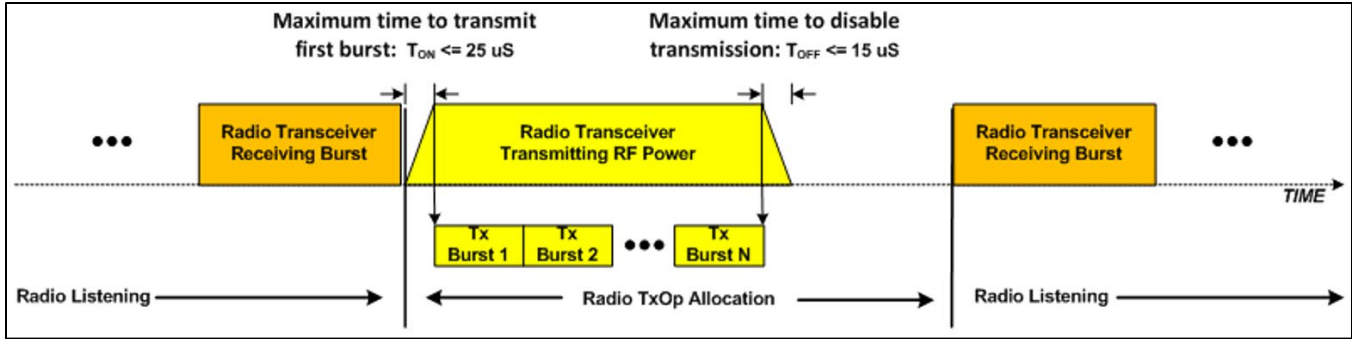 Maximum time to transmit
first burst: TON <= 25 uS
Maximum time to disable
transmission: TOFF <= 15 uS
•••
Radio Transceiver
Receiving Burst
Radio Transceiver
Transmitting RF Power
Radio Transceiver
Receiving Burst
•••
TIME
Tx
Burst 1
Tx
Burst 2
•••
Tx
Burst N
Radio Listening
Radio TxOp Allocation
Radio Listening